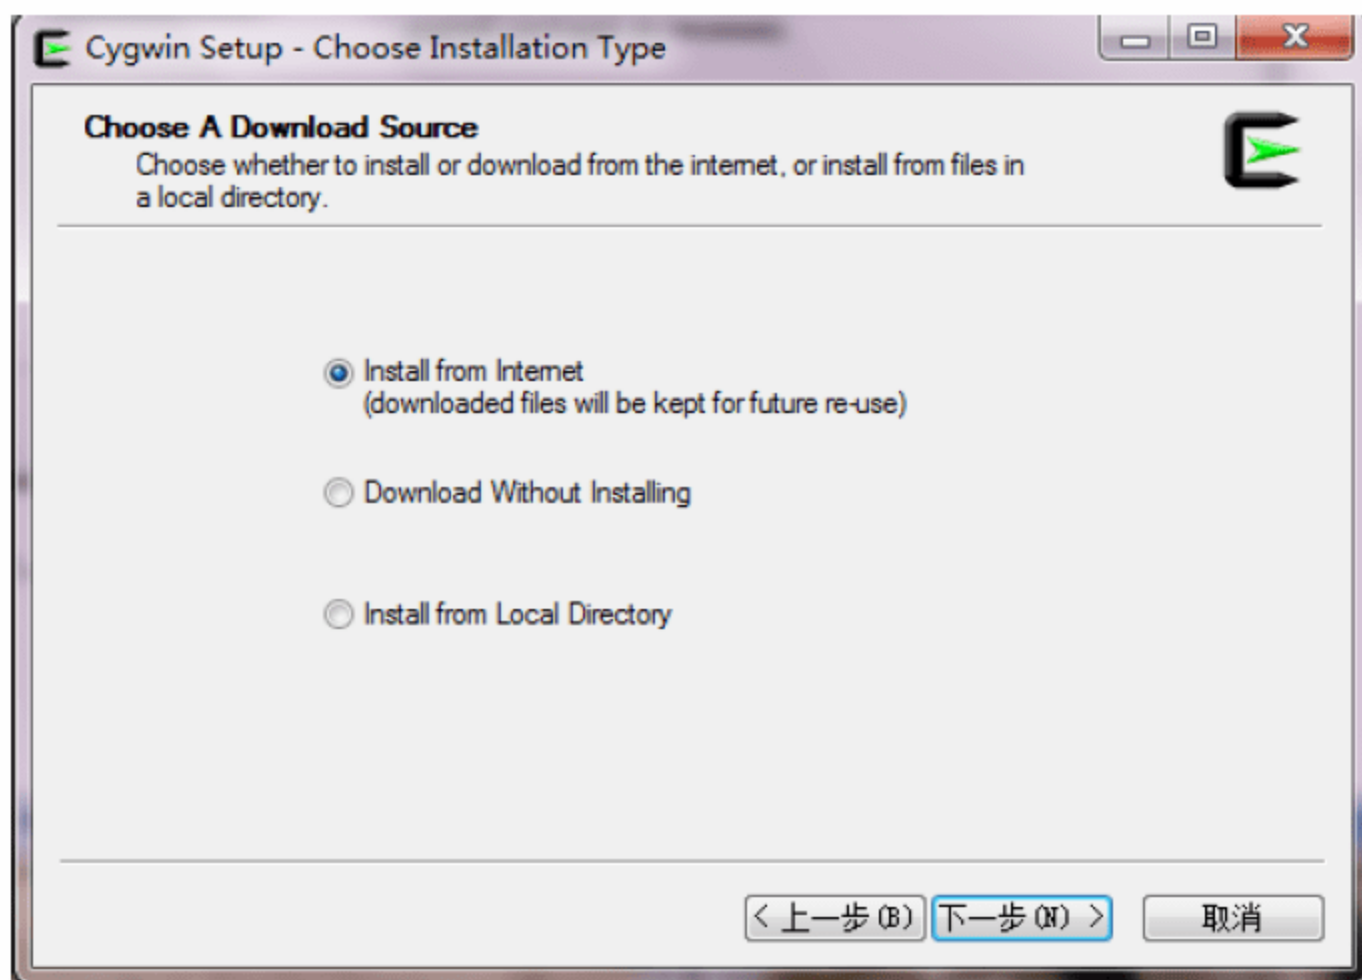 Cygwin Setup - Choose Installation Type
Choose A Download Source
Choose whether to install or download from the internet, or install from files in
a local directory.
Install from Internet
(downloaded files will be kept for future re-use)
Download Without Installing
Install from Local Directory
< 上一步(B) 下一步(N) > 取消